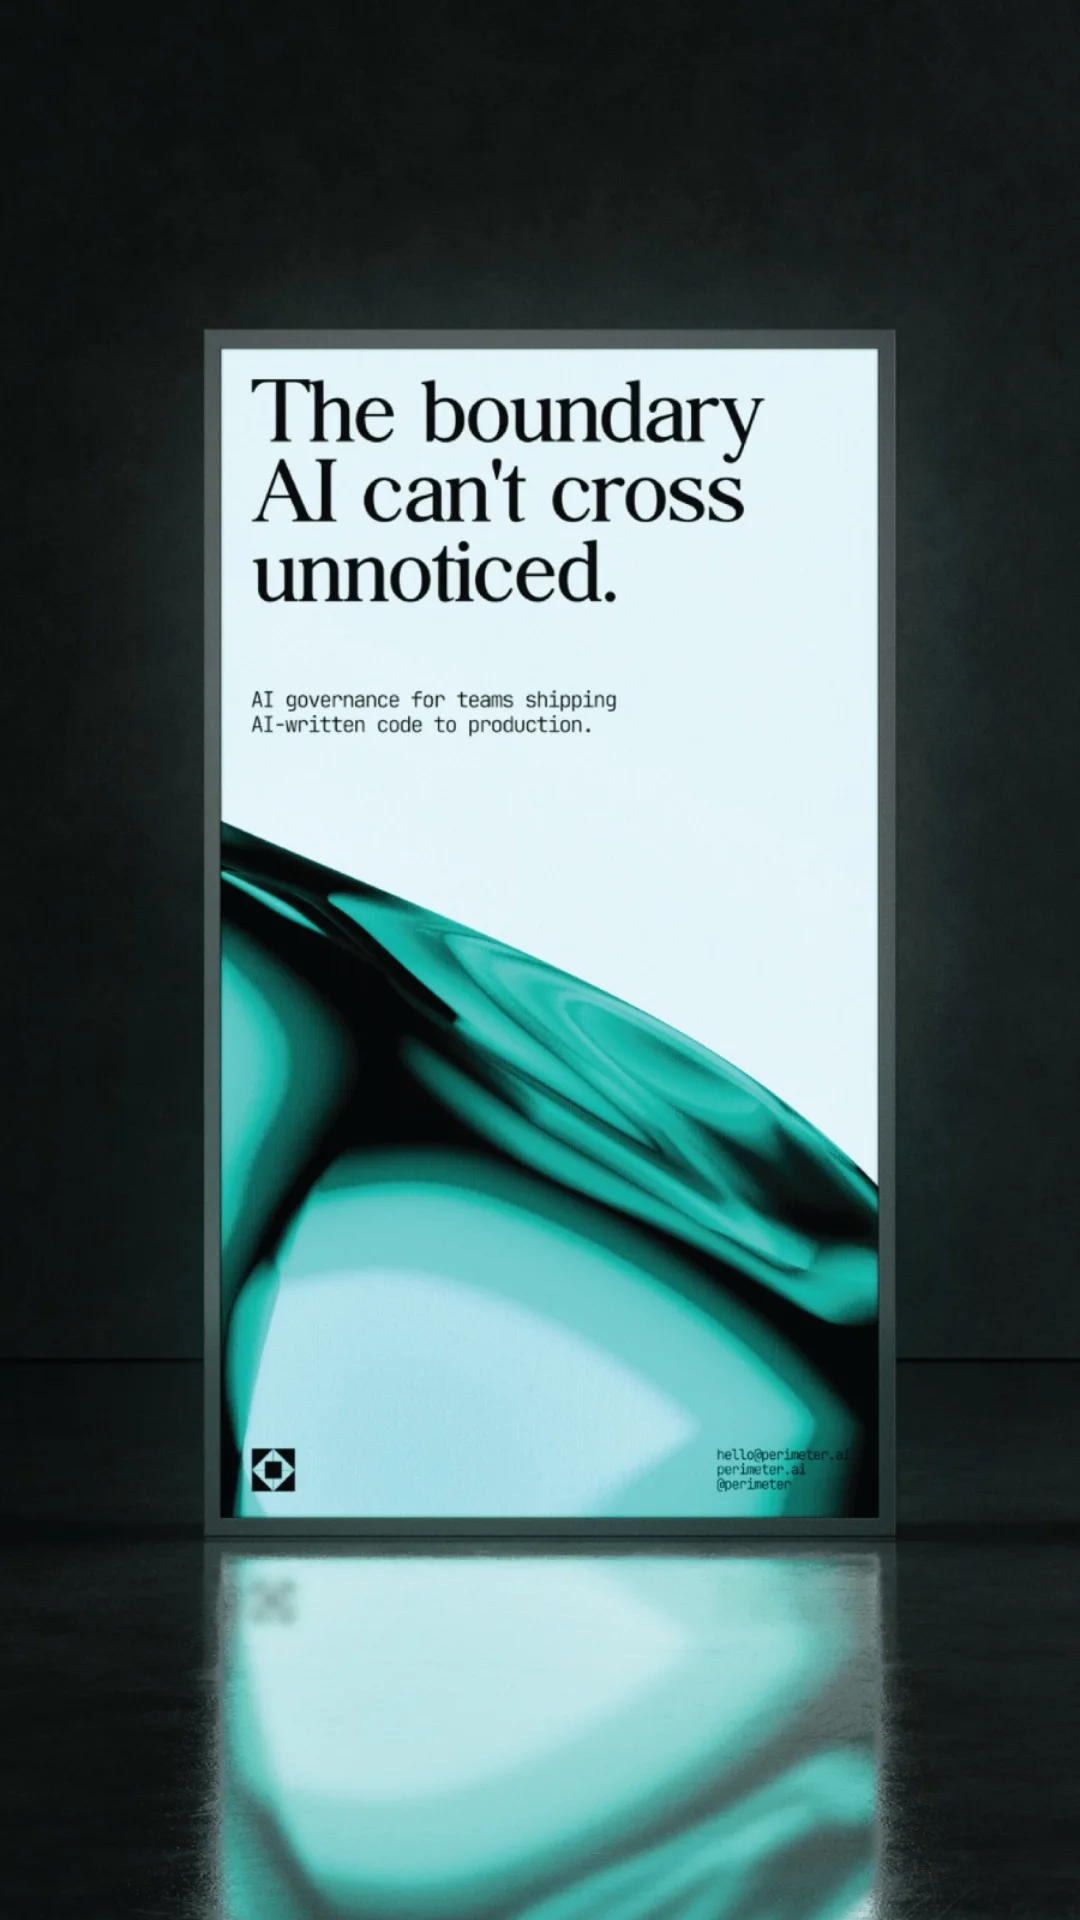 The boundary
AI can't cross
unnoticed.
AI governance for teams shipping
AI-written code to production.
hello@perimeter.ai
perimeter.ai
@perimeter